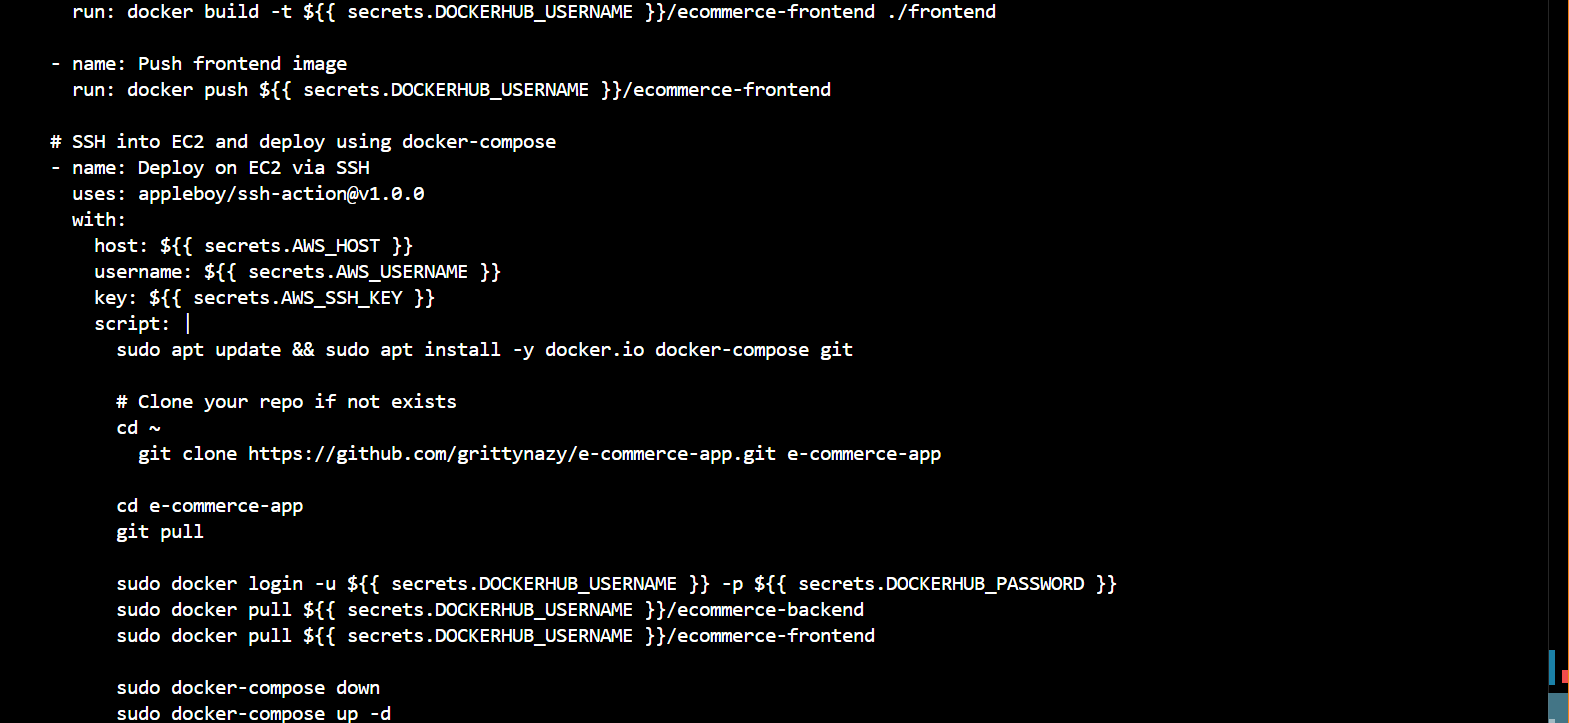 run: docker build -t ${{ secrets.DOCKERHUB_USERNAME }}/ecommerce-frontend ./frontend
- name: Push frontend image
run: docker push ${{ secrets.DOCKERHUB_USERNAME }}/ecommerce-frontend
# SSH into EC2 and deploy using docker-compose
- name: Deploy on EC2 via SSH
uses: appleboy/ssh-action@v1.0.0
with:
host: ${{ secrets.AWS_HOST }}
username: ${{ secrets.AWS_USERNAME }}
key: ${{ secrets.AWS_SSH_KEY }}
script: |
sudo apt update && sudo apt install -y docker.io docker-compose git
# Clone your repo if not exists
cd ~
git clone https://github.com/grittynazy/e-commerce-app.git e-commerce-app
cd e-commerce-app
git pull
sudo docker login -u ${{ secrets.DOCKERHUB_USERNAME }} -p ${{ secrets.DOCKERHUB_PASSWORD }}
sudo docker pull ${{ secrets.DOCKERHUB_USERNAME }}/ecommerce-backend
sudo docker pull ${{ secrets.DOCKERHUB_USERNAME }}/ecommerce-frontend
sudo docker-compose down
sudo docker-compose up -d